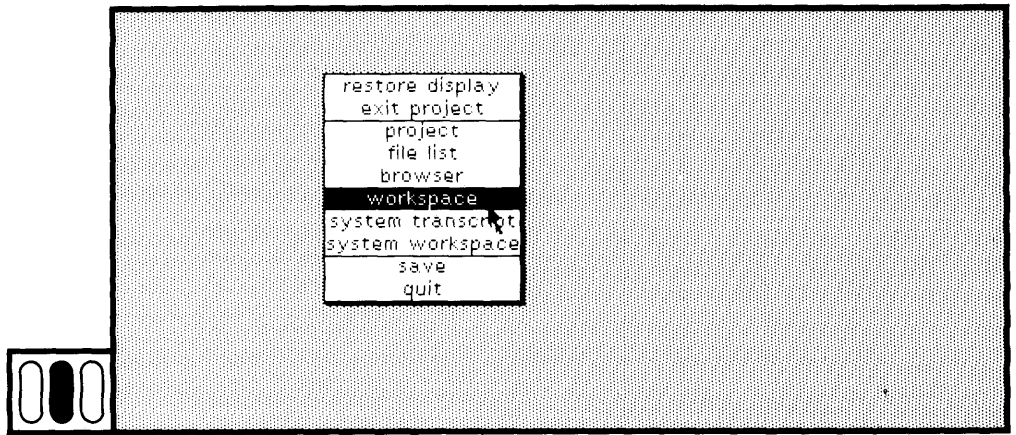 restore display
exit project
project
file list
browser
workspace
system transcript
system workspace
save
quit